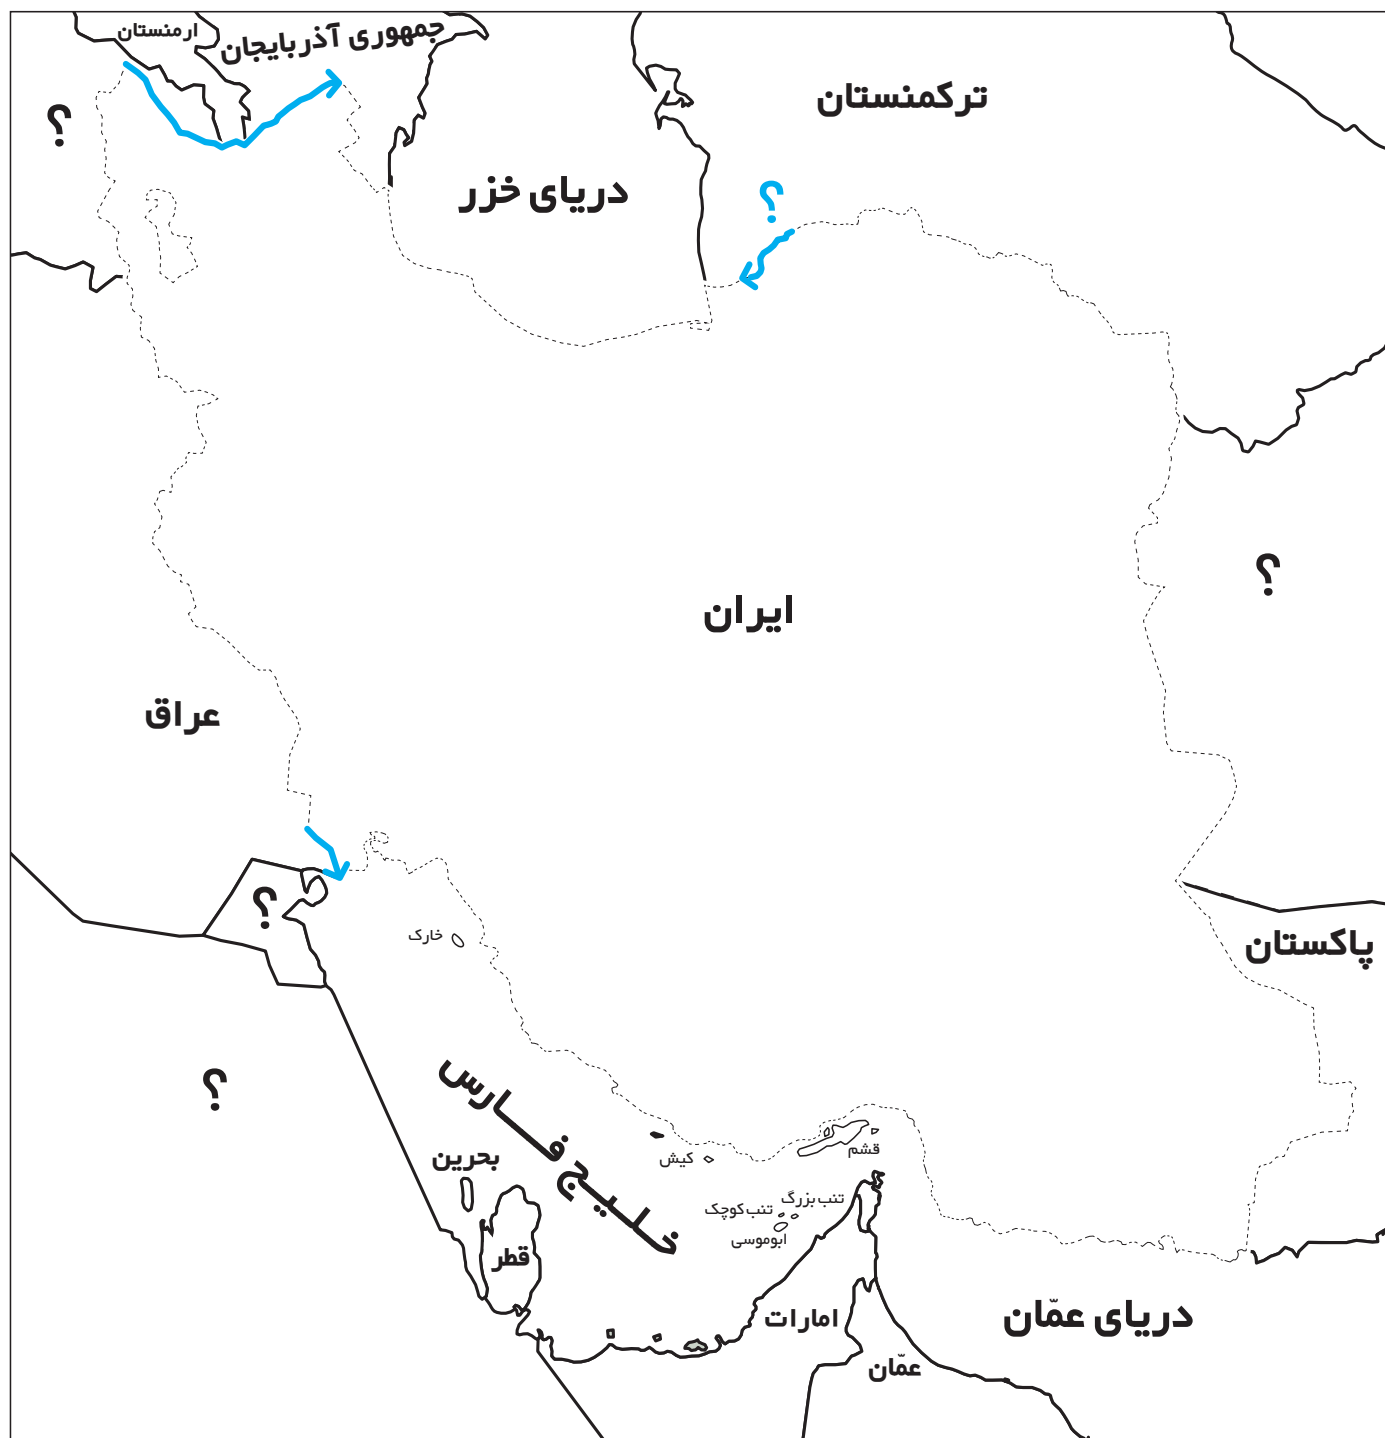 ارمنستان
جمهوری آذربایجان
ترکمنستان
؟
دریای خزر
؟
؟
ایران
عراق
؟
پاکستان
خارک
؟
خلیج فارس
قشم
کیش
بحرین
تنب بزرگ
تنب کوچک
ابوموسی
قطر
دریای عمّان
امارات
عمّان